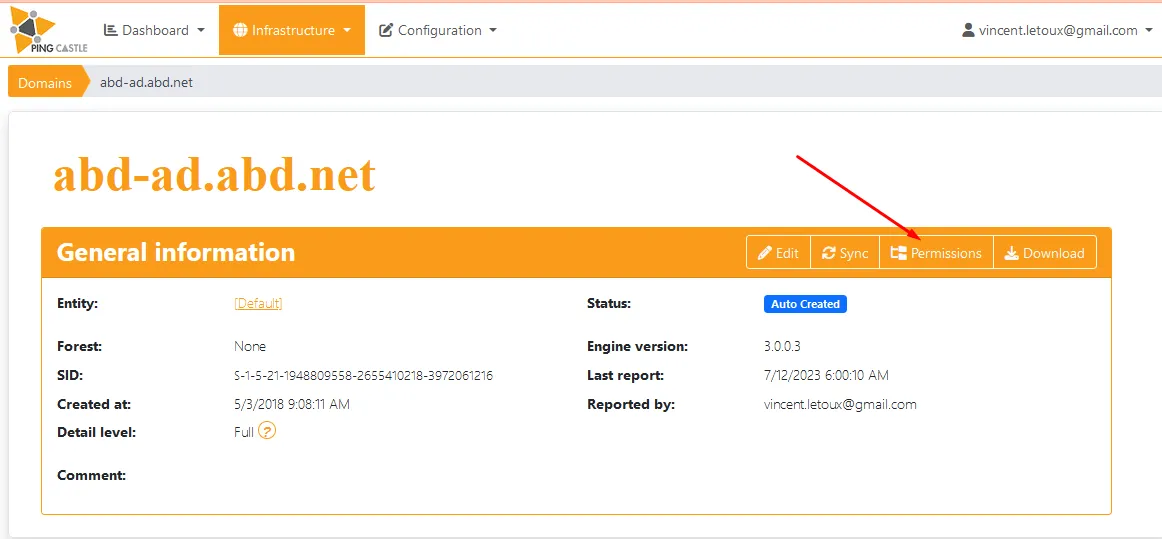 PING CASTLE
Dashboard
Infrastructure
Configuration
vincent.letoux@gmail.com
Domains
abd-ad.abd.net
abd-ad.abd.net
General information
Edit
Sync
Permissions
Download
Entity: [Default]
Status: Auto Created
Forest: None
Engine version: 3.0.0.3
SID: S-1-5-21-1948809558-2655410218-3972061216
Last report: 7/12/2023 6:00:10 AM
Created at: 5/3/2018 9:08:11 AM
Reported by: vincent.letoux@gmail.com
Detail level: Full ?
Comment: